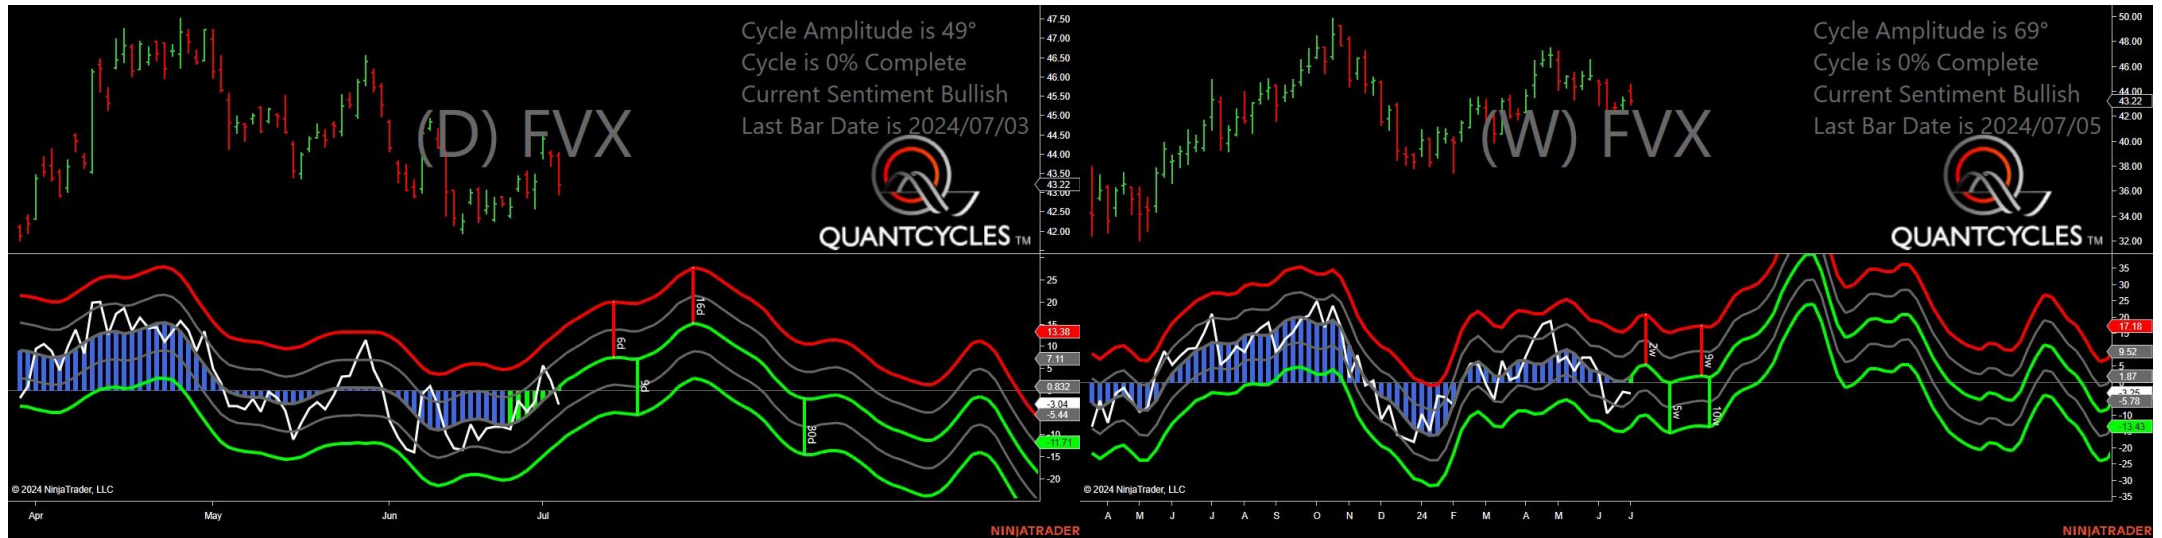 Cycle Amplitude is 49°
Cycle is 0% Complete
Current Sentiment Bullish
Last Bar Date is 2024/07/03
(D) FVX
QUANTCYCLES TM
47.50
47.00
46.50
46.00
45.50
45.00
44.50
44.00
43.50
43.22
43.00
42.50
42.00
25
20
15
13.38
10
7.11
5
0.832
-3.04
-5.44
-10
-11.71
-15
-20
6d
16d
9d
80d
© 2024 NinjaTrader, LLC
Apr May Jun Jul
NINJATRADER
Cycle Amplitude is 69°
Cycle is 0% Complete
Current Sentiment Bullish
Last Bar Date is 2024/07/05
(W) FVX
QUANTCYCLES TM
50.00
48.00
46.00
44.00
43.22
42.00
40.00
38.00
36.00
34.00
32.00
35
30
25
20
17.18
15
9.52
5
1.87
-5.78
-10
-13.43
-20
-25
-30
-35
2w
9w
5w
10w
© 2024 NinjaTrader, LLC
A M J J A S O N D 24 F M A M J J
NINJATRADER